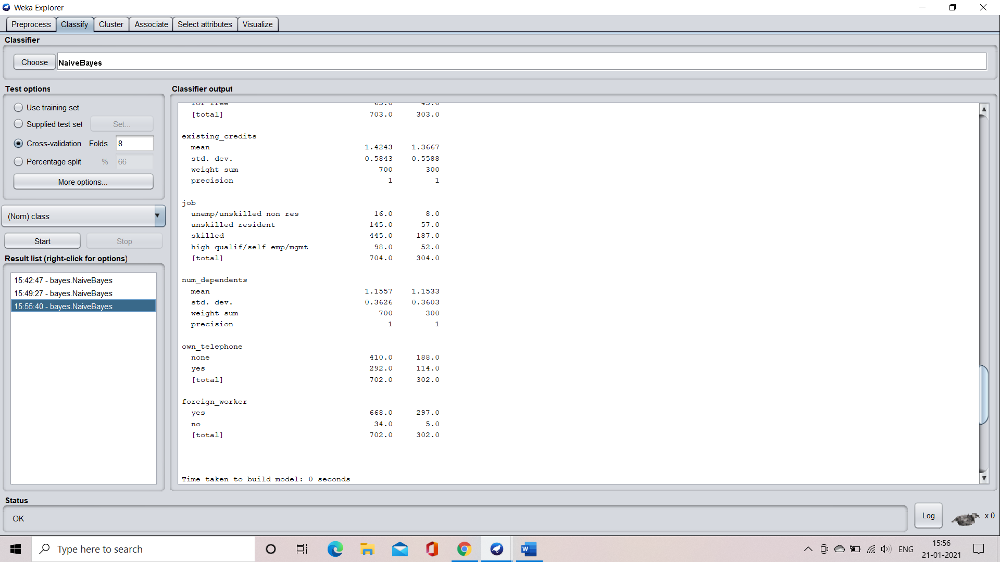 Weka Explorer
Preprocess Classify Cluster Associate Select attributes Visualize
Classifier
Choose NaiveBayes
Test options
Use training set
Supplied test set Set...
Cross-validation Folds 8
Percentage split % 66
More options...
(Nom) class
Start Stop
Result list (right-click for options)
15:42:47 - bayes.NaiveBayes
15:49:27 - bayes.NaiveBayes
15:55:40 - bayes.NaiveBayes
Classifier output
for free 65.0 45.0
[total] 703.0 303.0
existing_credits
mean 1.4243 1.3667
std. dev. 0.5843 0.5588
weight sum 700 300
precision 1 1
job
unemp/unskilled non res 16.0 8.0
unskilled resident 145.0 57.0
skilled 445.0 187.0
high qualif/self emp/mgmt 98.0 52.0
[total] 704.0 304.0
num_dependents
mean 1.1557 1.1533
std. dev. 0.3626 0.3603
weight sum 700 300
precision 1 1
own_telephone
none 410.0 188.0
yes 292.0 114.0
[total] 702.0 302.0
foreign_worker
yes 668.0 297.0
no 34.0 5.0
[total] 702.0 302.0
Time taken to build model: 0 seconds
Status
OK
Log
x 0
Type here to search
W
ENG
15:56
21-01-2021